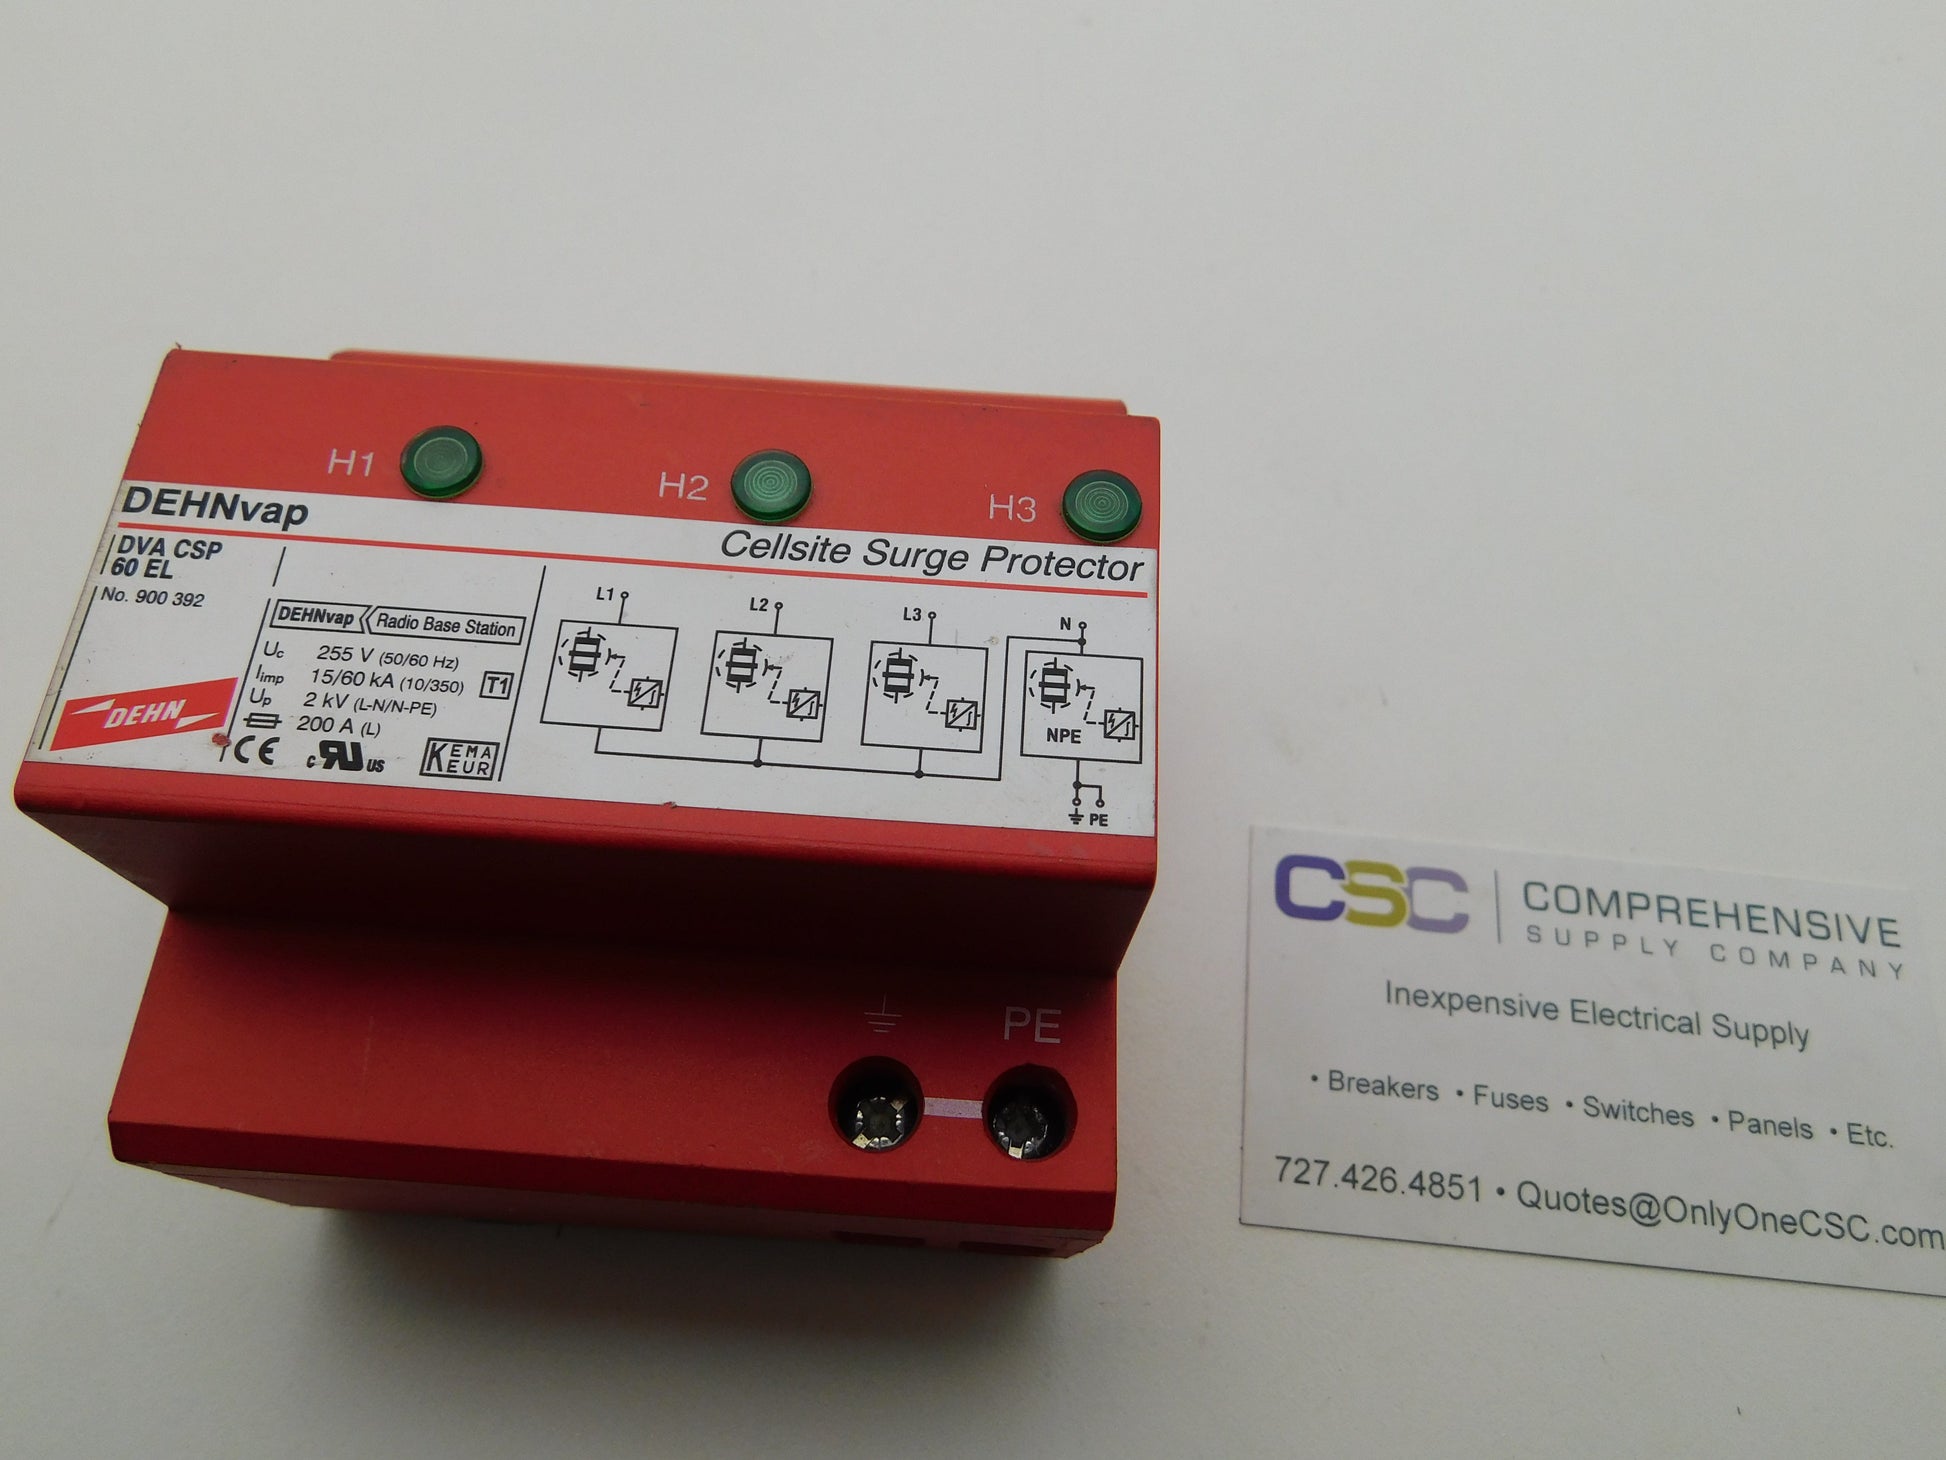 H1
H2
H3
DEHNvap
Cellsite Surge Protector
DVA CSP
60 EL
No. 900 392
DEHNvap
Radio Base Station
Uc 255 V (50/60 Hz)
Iimp 15/60 kA (10/350)
T1
Up 2 kV (L-N/N-PE)
200 A (L)
DEHN
CE
c RU us
KEMA
EUR
L1
L2
L3
N
NPE
PE
PE
CSC
COMPREHENSIVE
SUPPLY COMPANY
Inexpensive Electrical Supply
• Breakers • Fuses • Switches • Panels • Etc.
727.426.4851 • Quotes@OnlyOneCSC.com